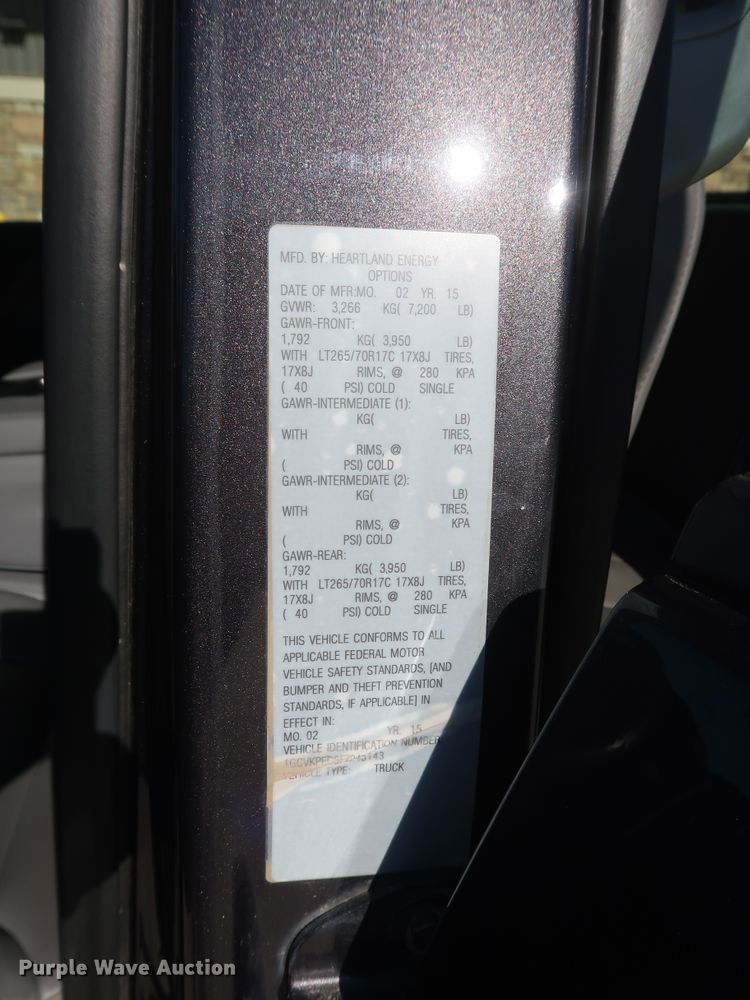 MFD. BY: HEARTLAND ENERGY
OPTIONS
DATE OF MFR:MO. 02 YR. 15
GVWR: 3,266 KG( 7,200 LB)
GAWR-FRONT:
1,792 KG( 3,950 LB)
WITH LT265/70R17C 17X8J TIRES,
17X8J RIMS, @ 280 KPA
( 40 PSI) COLD SINGLE
GAWR-INTERMEDIATE (1):
KG( LB)
WITH TIRES,
RIMS, @ KPA
( PSI) COLD
GAWR-INTERMEDIATE (2):
KG( LB)
WITH TIRES,
RIMS, @ KPA
( PSI) COLD
GAWR-REAR:
1,792 KG( 3,950 LB)
WITH LT265/70R17C 17X8J TIRES,
17X8J RIMS, @ 280 KPA
( 40 PSI) COLD SINGLE
THIS VEHICLE CONFORMS TO ALL
APPLICABLE FEDERAL MOTOR
VEHICLE SAFETY STANDARDS, [AND
BUMPER AND THEFT PREVENTION
STANDARDS, IF APPLICABLE] IN
EFFECT IN:
MO. 02 YR. 15
VEHICLE IDENTIFICATION NUMBER
VEHICLE TYPE: TRUCK
Purple Wave Auction